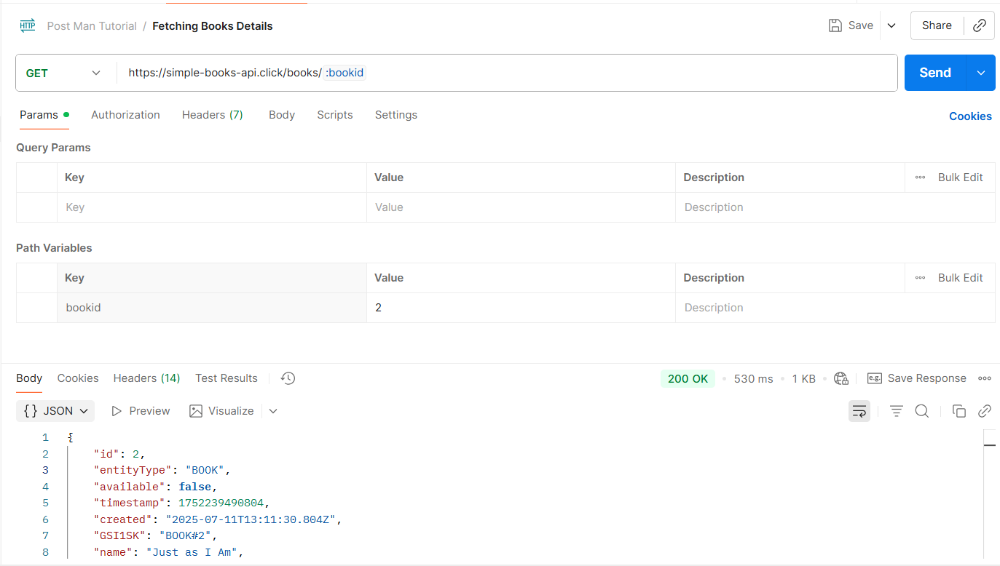 HTTP Post Man Tutorial / Fetching Books Details Save Share
GET https://simple-books-api.click/books/ :bookid Send
Params Authorization Headers (7) Body Scripts Settings Cookies
Query Params
Key Value Description Bulk Edit
Key Value Description
Path Variables
Key Value Description Bulk Edit
bookid 2 Description
Body Cookies Headers (14) Test Results 200 OK 530 ms 1 KB e.g. Save Response
{} JSON Preview Visualize
1 {
2 "id": 2,
3 "entityType": "BOOK",
4 "available": false,
5 "timestamp": 1752239490804,
6 "created": "2025-07-11T13:11:30.804Z",
7 "GSI1SK": "BOOK#2",
8 "name": "Just as I Am",